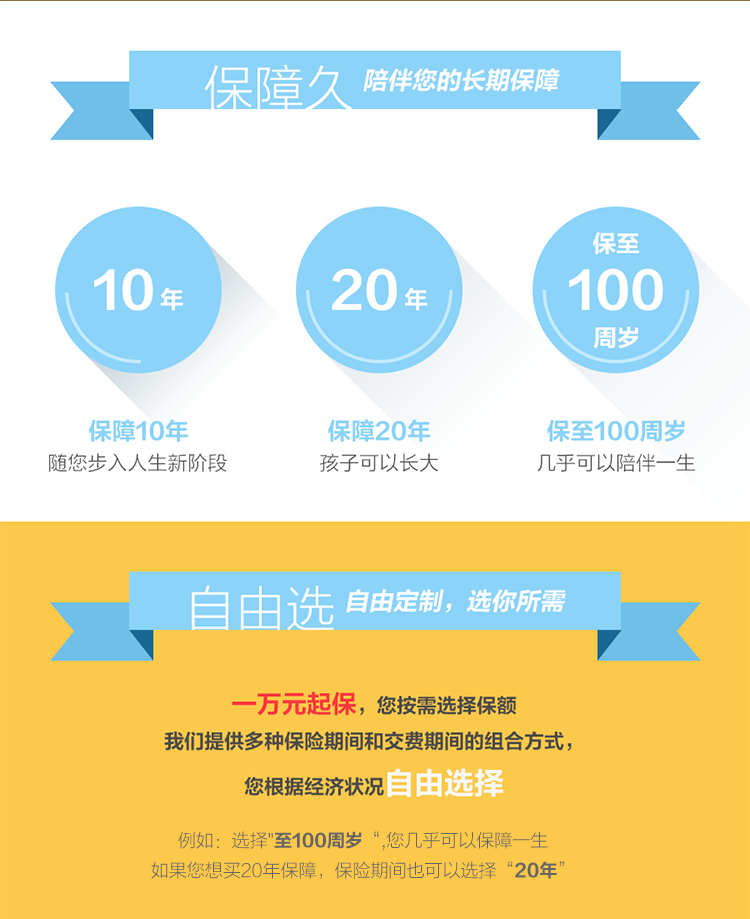 保障久 陪伴您的长期保障
10年
20年
保至
100
周岁
保障10年
随您步入人生新阶段
保障20年
孩子可以长大
保至100周岁
几乎可以陪伴一生
自由选 自由定制，选你所需
一万元起保，您按需选择保额
我们提供多种保险期间和交费期间的组合方式，
您根据经济状况自由选择
例如：选择"至100周岁“,您几乎可以保障一生
如果您想买20年保障，保险期间也可以选择“20年”